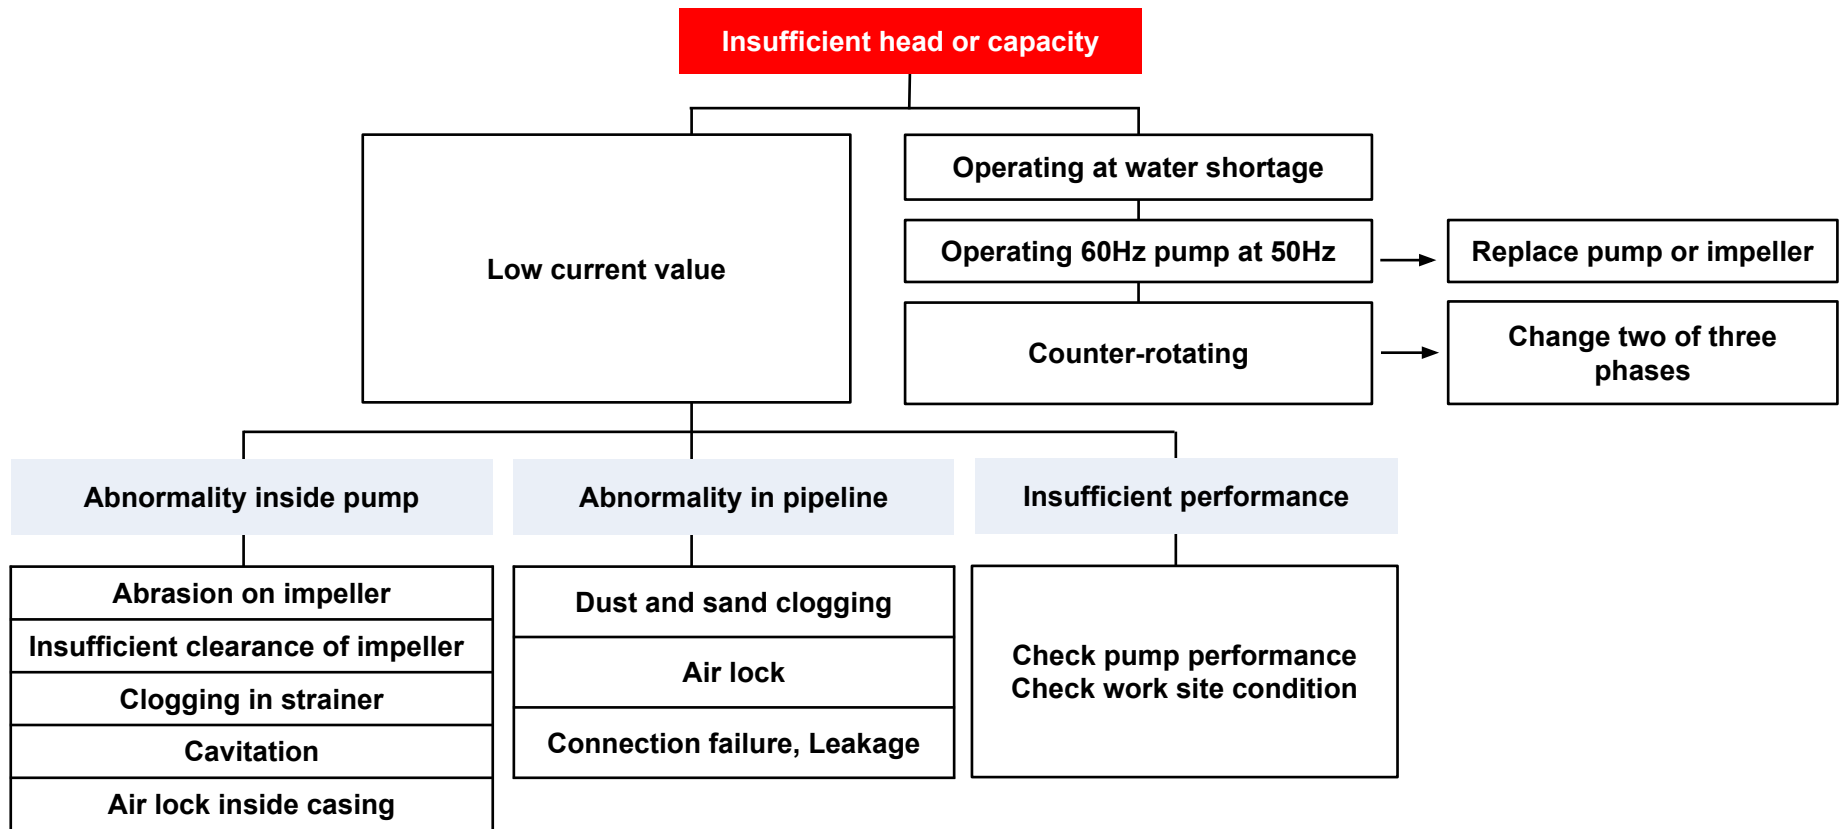 Insufficient head or capacity
Low current value
Operating at water shortage
Operating 60Hz pump at 50Hz
Replace pump or impeller
Counter-rotating
Change two of three
phases
Abnormality inside pump
Abrasion on impeller
Insufficient clearance of impeller
Clogging in strainer
Cavitation
Air lock inside casing
Abnormality in pipeline
Dust and sand clogging
Air lock
Connection failure, Leakage
Insufficient performance
Check pump performance
Check work site condition